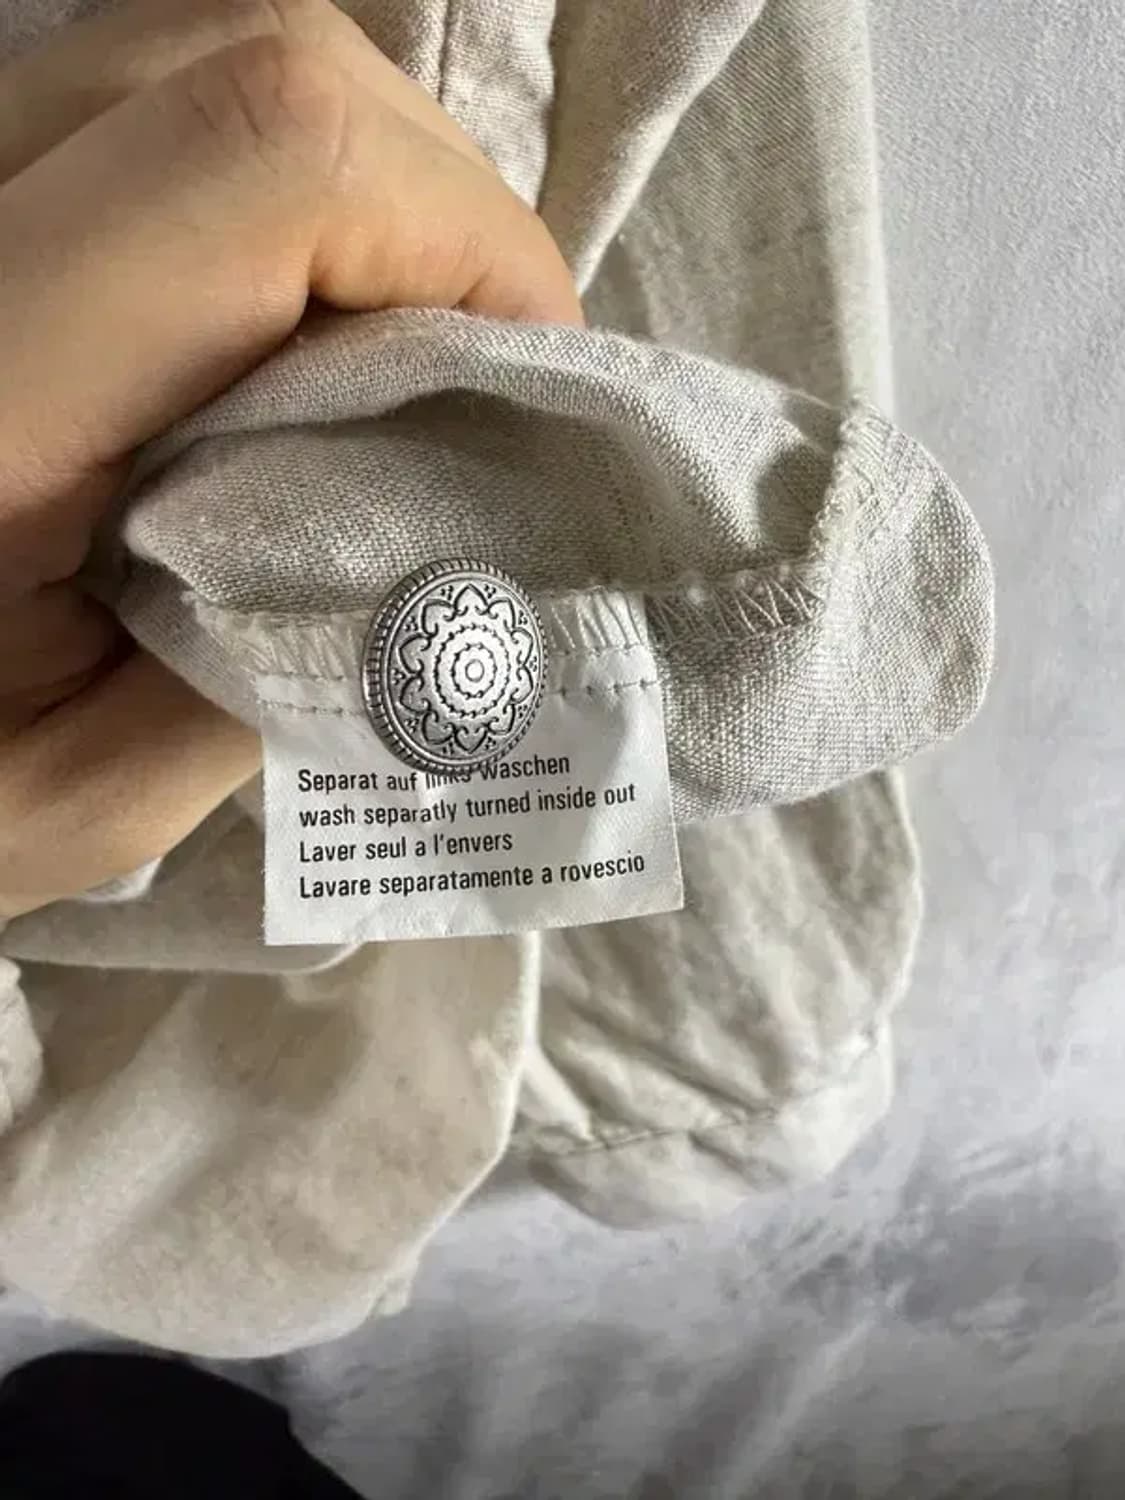 Separat auf links waschen
wash separatly turned inside out
Laver seul a l'envers
Lavare separatamente a rovescio